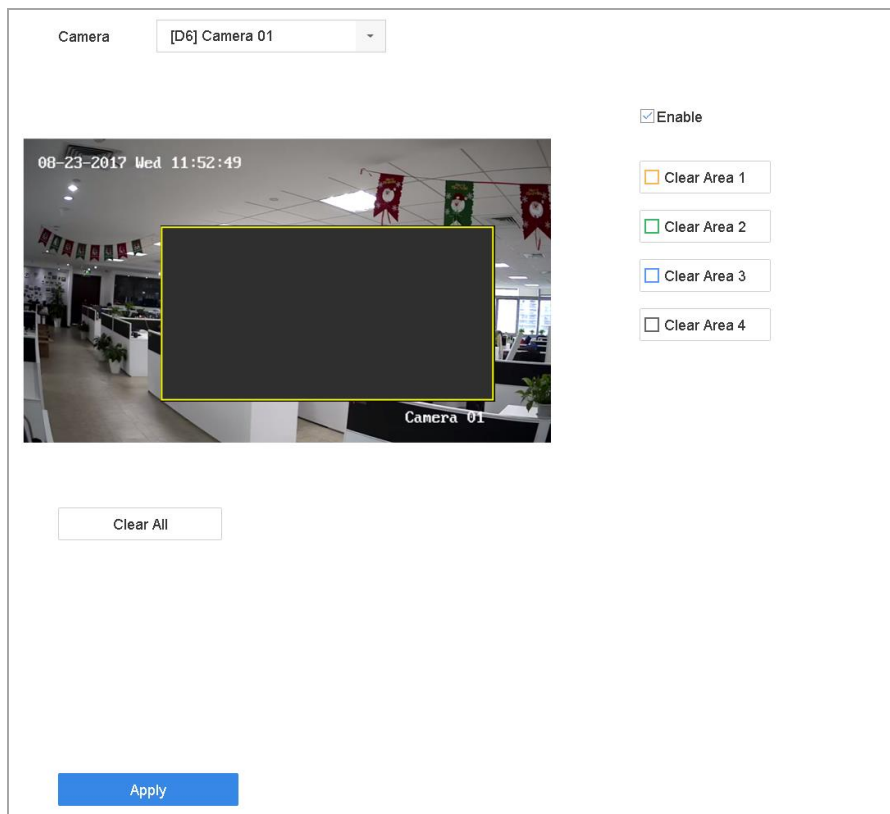 Camera
[D6] Camera 01
Enable
08-23-2017 Wed 11:52:49
Clear Area 1
Clear Area 2
Clear Area 3
Clear Area 4
Camera 01
Clear All
Apply